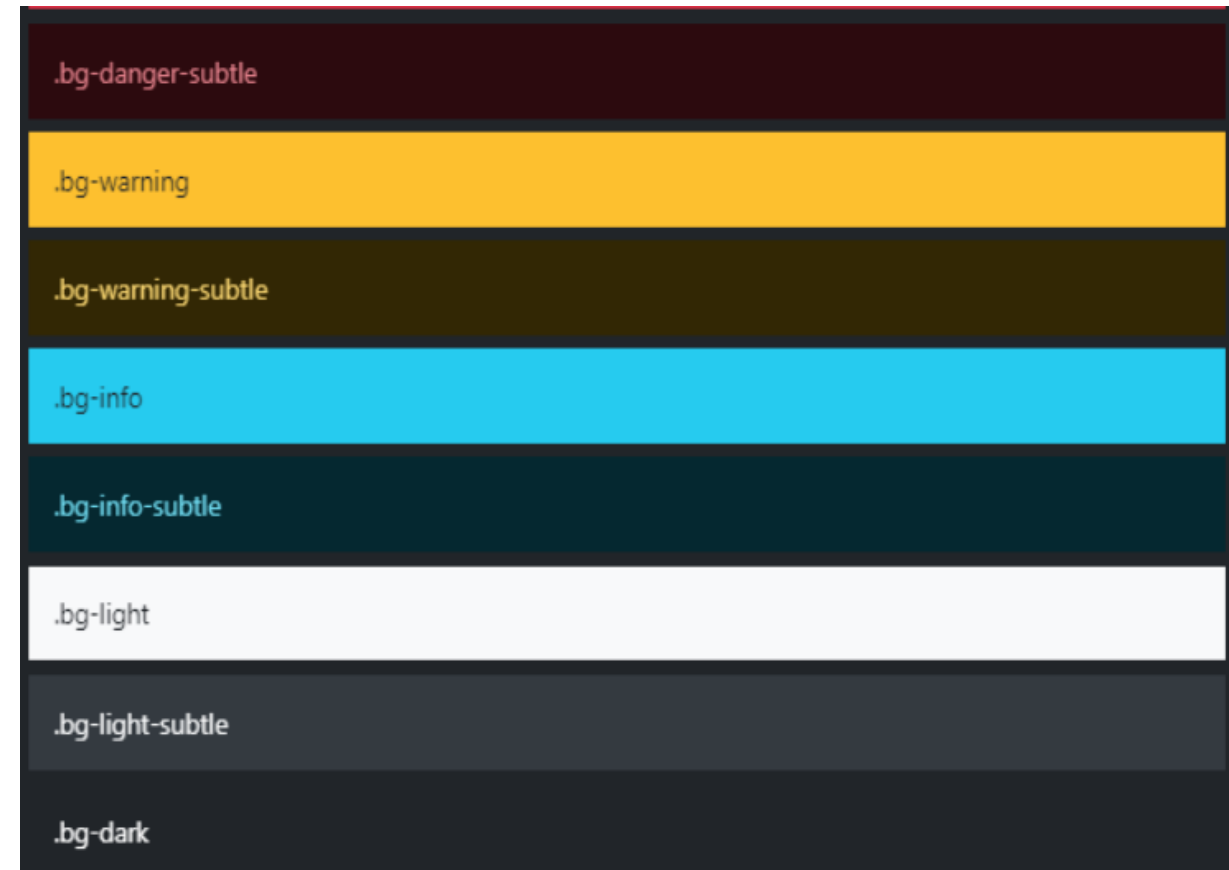 .bg-danger-subtle
.bg-warning
.bg-warning-subtle
.bg-info
.bg-info-subtle
.bg-light
.bg-light-subtle
.bg-dark